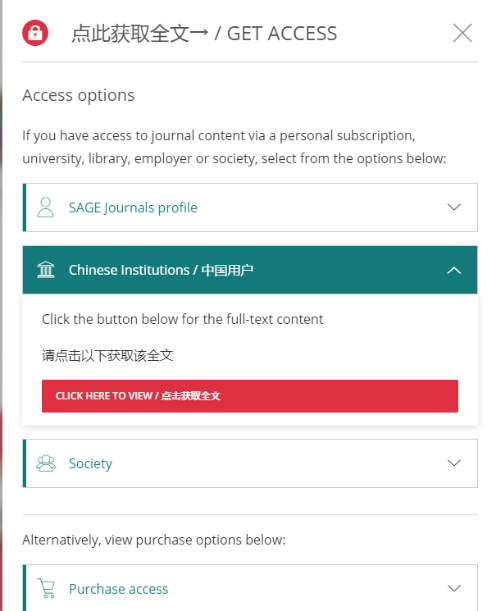 点此获取全文→ / GET ACCESS
Access options
If you have access to journal content via a personal subscription,
university, library, employer or society, select from the options below:
SAGE Journals profile
Chinese Institutions / 中国用户
Click the button below for the full-text content
请点击以下获取该全文
CLICK HERE TO VIEW / 点击获取全文
Society
Alternatively, view purchase options below:
Purchase access